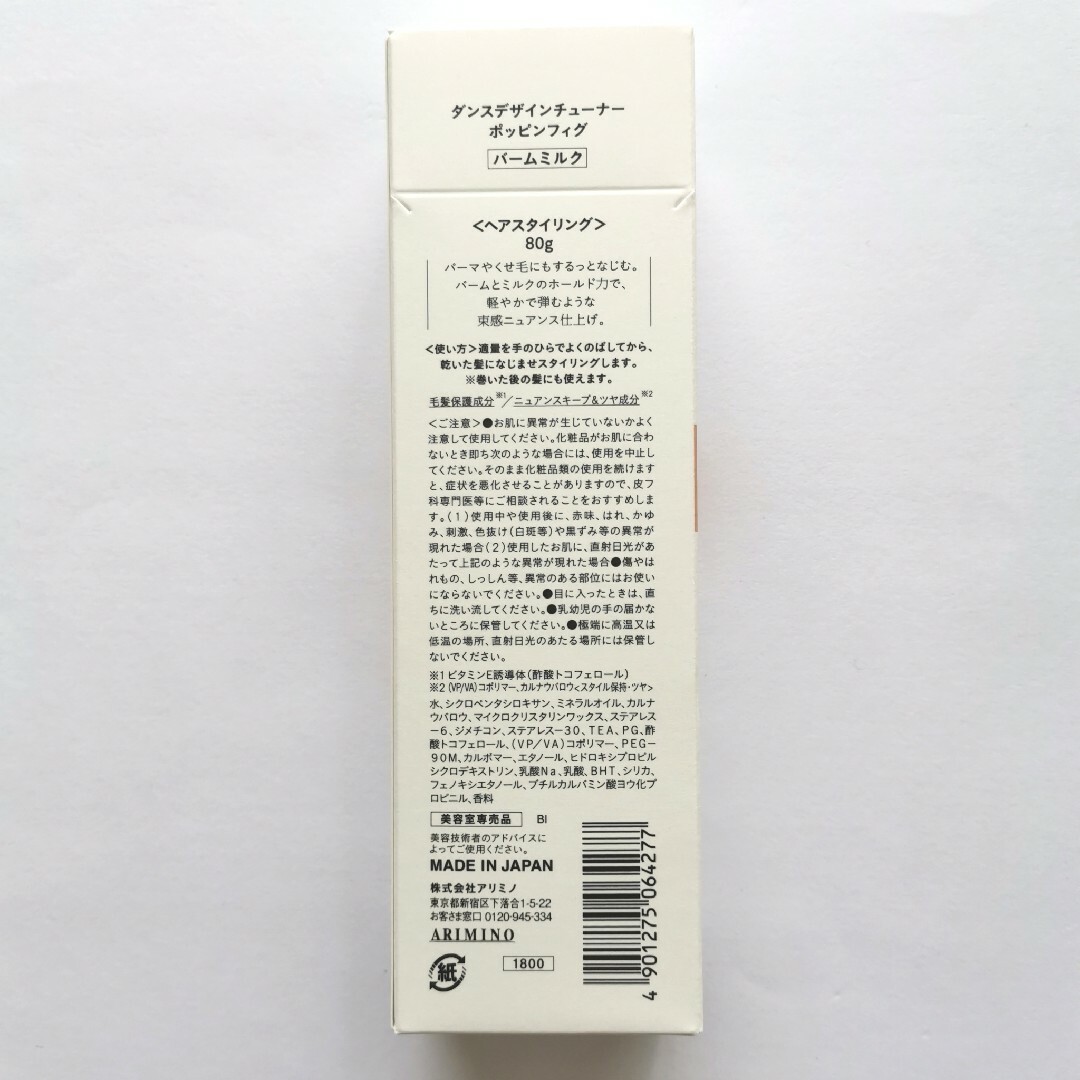 ダンスデザインチューナー
ポッピンフィグ
バームミルク
<ヘアスタイリング>
80g
パーマやくせ毛にもするっとなじむ。
バームとミルクのホールド力で、
軽やかで弾むような
束感ニュアンス仕上げ。
<使い方>適量を手のひらでよくのばしてから、
乾いた髪になじませスタイリングします。
※巻いた後の髪にも使えます。
毛髪保護成分※1/ニュアンスキープ&ツヤ成分※2
<ご注意>●お肌に異常が生じていないかよく
注意して使用してください。化粧品がお肌に合わ
ないとき即ち次のような場合には、使用を中止し
てください。そのまま化粧品類の使用を続けます
と、症状を悪化させることがありますので、皮フ
科専門医等にご相談されることをおすすめしま
す。(1)使用中や使用後に、赤味、はれ、かゆ
み、刺激、色抜け(白斑等)や黒ずみ等の異常が
現れた場合(2)使用したお肌に、直射日光があ
たって上記のような異常が現れた場合●傷やは
れもの、しっしん等、異常のある部位にはお使い
にならないでください。●目に入ったときは、直
ちに洗い流してください。●乳幼児の手の届かな
いところに保管してください。●極端に高温又は
低温の場所、直射日光のあたる場所には保管し
ないでください。
※1 ビタミンE誘導体(酢酸トコフェロール)
※2 (VP/VA)コポリマー、カルナウバロウ<スタイル保持・ツヤ>
水、シクロペンタシロキサン、ミネラルオイル、カルナ
ウバロウ、マイクロクリスタリンワックス、ステアレス
-6、ジメチコン、ステアレス-30、TEA、PG、酢
酸トコフェロール、(VP/VA)コポリマー、PEG-
90M、カルボマー、エタノール、ヒドロキシプロピル
シクロデキストリン、乳酸Na、乳酸、BHT、シリカ、
フェノキシエタノール、ブチルカルバミン酸ヨウ化プ
ロピニル、香料
美容室専売品 BI
美容技術者のアドバイスに
よってご使用ください。
MADE IN JAPAN
株式会社アリミノ
東京都新宿区下落合1-5-22
お客さま窓口 0120-945-334
ARIMINO
紙
1800
4 901275 064277